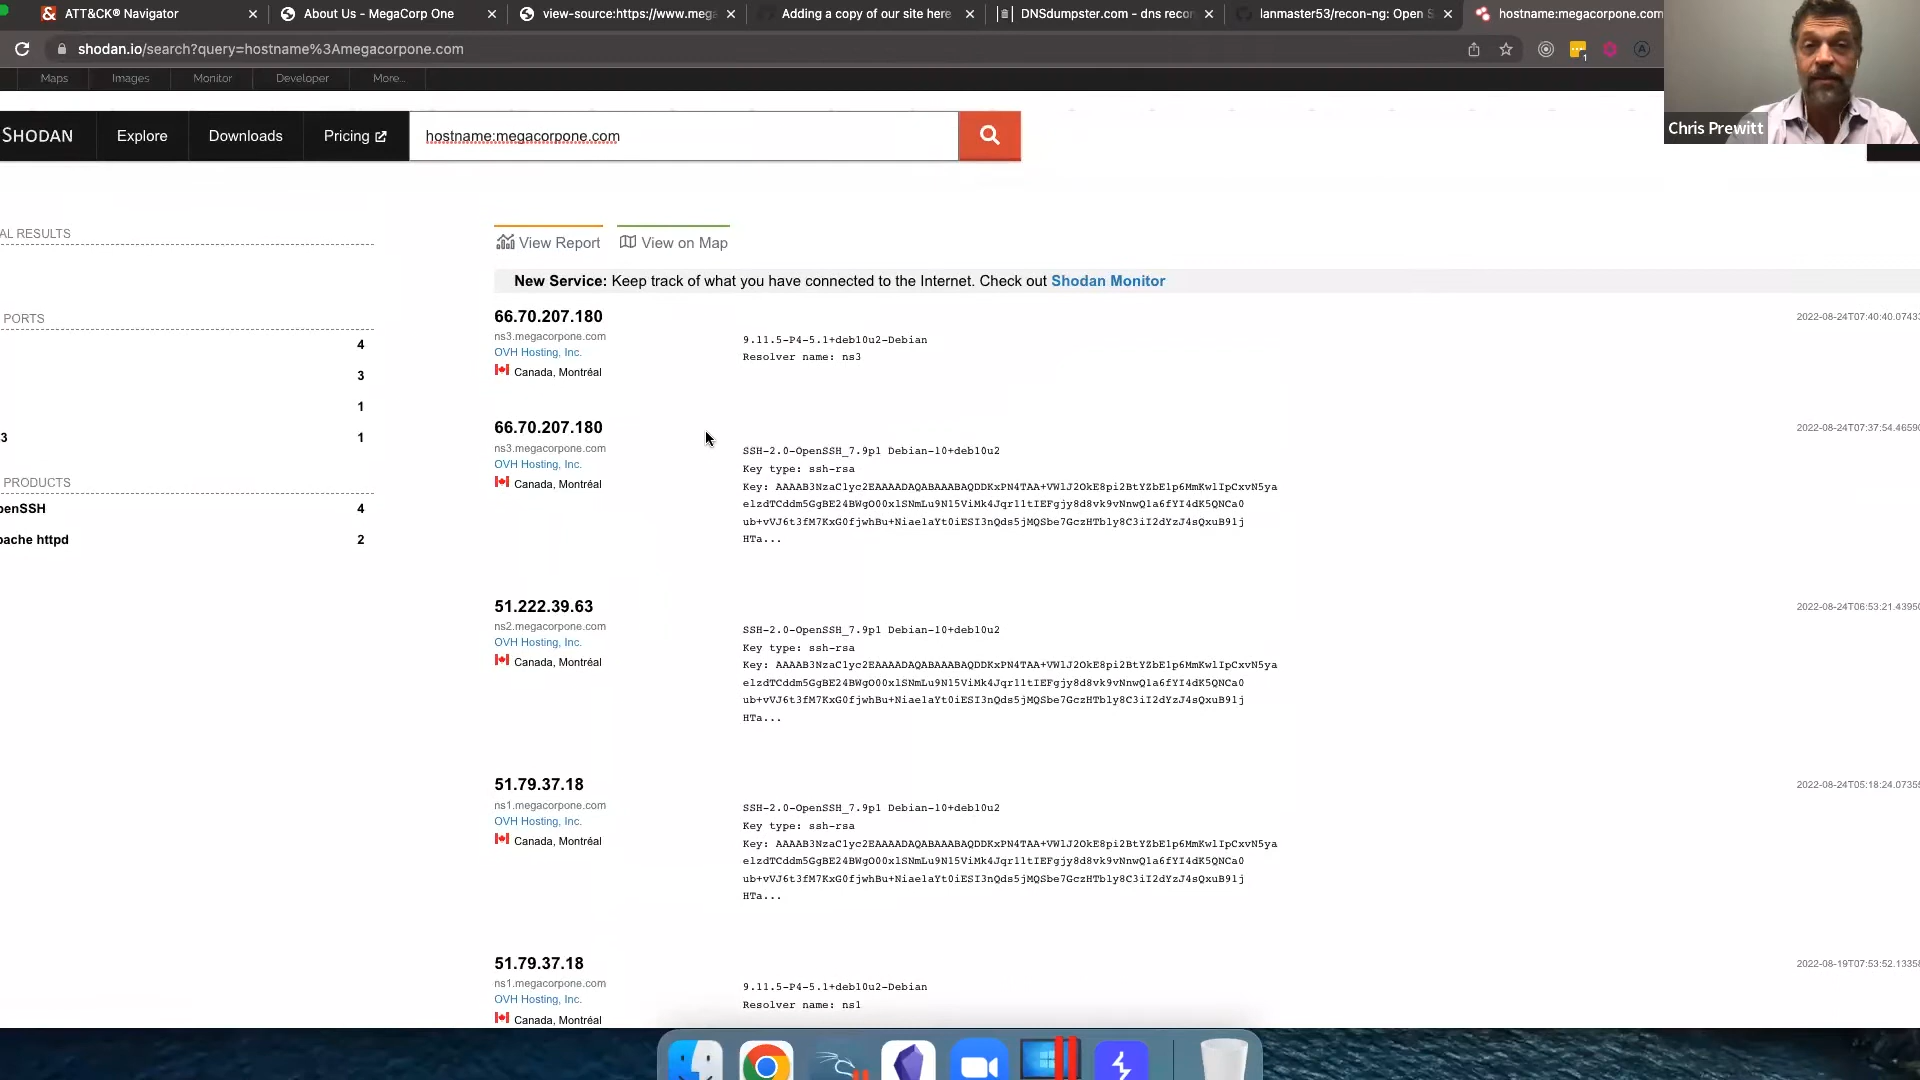 ATT&CK® Navigator
About Us - MegaCorp One
view-source:https://www.mega
Adding a copy of our site here
DNSdumpster.com - dns recon
lanmaster53/recon-ng: Open S
hostname:megacorpone.com
shodan.io/search?query=hostname%3Amegacorpone.com
1
Maps
Images
Monitor
Developer
More...
Chris Prewitt
SHODAN
Explore
Downloads
Pricing
hostname:megacorpone.com
AL RESULTS
PORTS
4
3
1
3 1
PRODUCTS
penSSH 4
pache httpd 2
View Report
View on Map
New Service: Keep track of what you have connected to the Internet. Check out Shodan Monitor
66.70.207.180
2022-08-24T07:40:40.07433
ns3.megacorpone.com
OVH Hosting, Inc.
Canada, Montréal
9.11.5-P4-5.1+deb10u2-Debian
Resolver name: ns3
66.70.207.180
2022-08-24T07:37:54.46590
ns3.megacorpone.com
OVH Hosting, Inc.
Canada, Montréal
SSH-2.0-OpenSSH_7.9p1 Debian-10+deb10u2
Key type: ssh-rsa
Key:
HTa...
51.222.39.63
2022-08-24T06:53:21.43950
ns2.megacorpone.com
OVH Hosting, Inc.
Canada, Montréal
SSH-2.0-OpenSSH_7.9p1 Debian-10+deb10u2
Key type: ssh-rsa
Key:
HTa...
51.79.37.18
2022-08-24T05:18:24.07355
ns1.megacorpone.com
OVH Hosting, Inc.
Canada, Montréal
SSH-2.0-OpenSSH_7.9p1 Debian-10+deb10u2
Key type: ssh-rsa
Key:
HTa...
51.79.37.18
2022-08-19T07:53:52.13358
ns1.megacorpone.com
OVH Hosting, Inc.
Canada, Montréal
9.11.5-P4-5.1+deb10u2-Debian
Resolver name: ns1